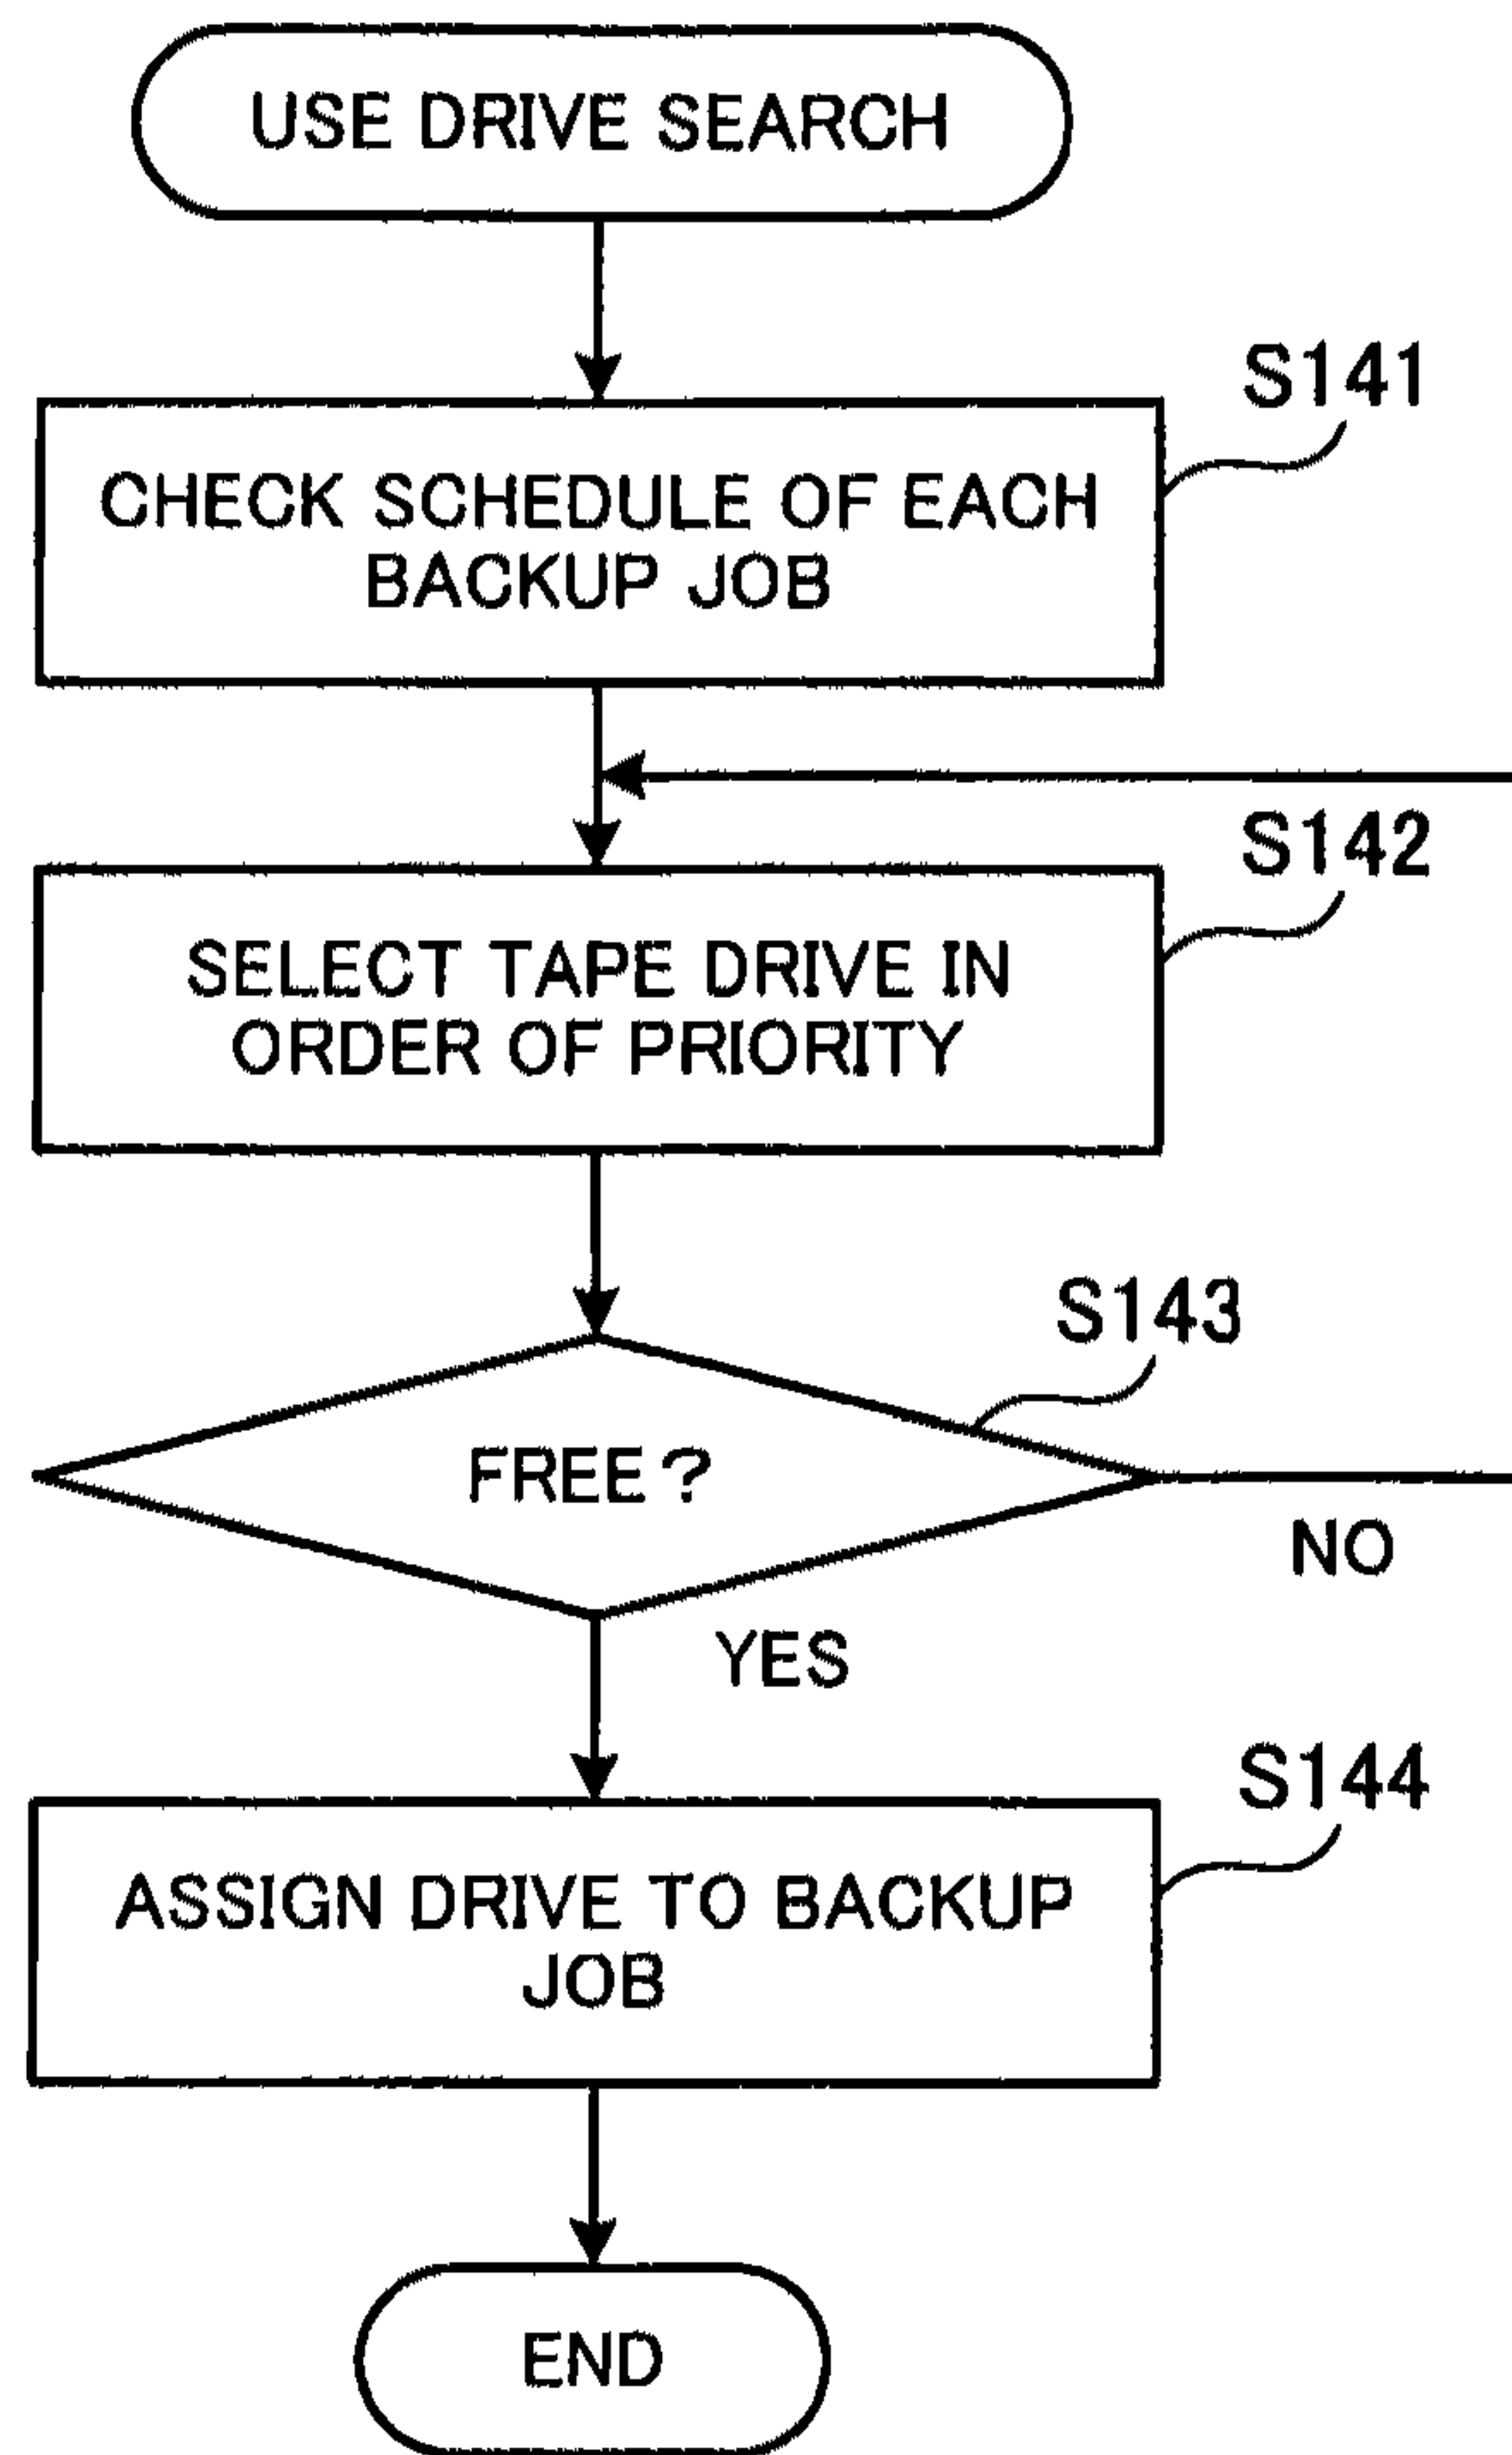 USE DRIVE SEARCH
S141
CHECK SCHEDULE OF EACH
BACKUP JOB
S142
SELECT TAPE DRIVE IN
ORDER OF PRIORITY
S143
FREE ?
NO
YES
S144
ASSIGN DRIVE TO BACKUP
JOB
END